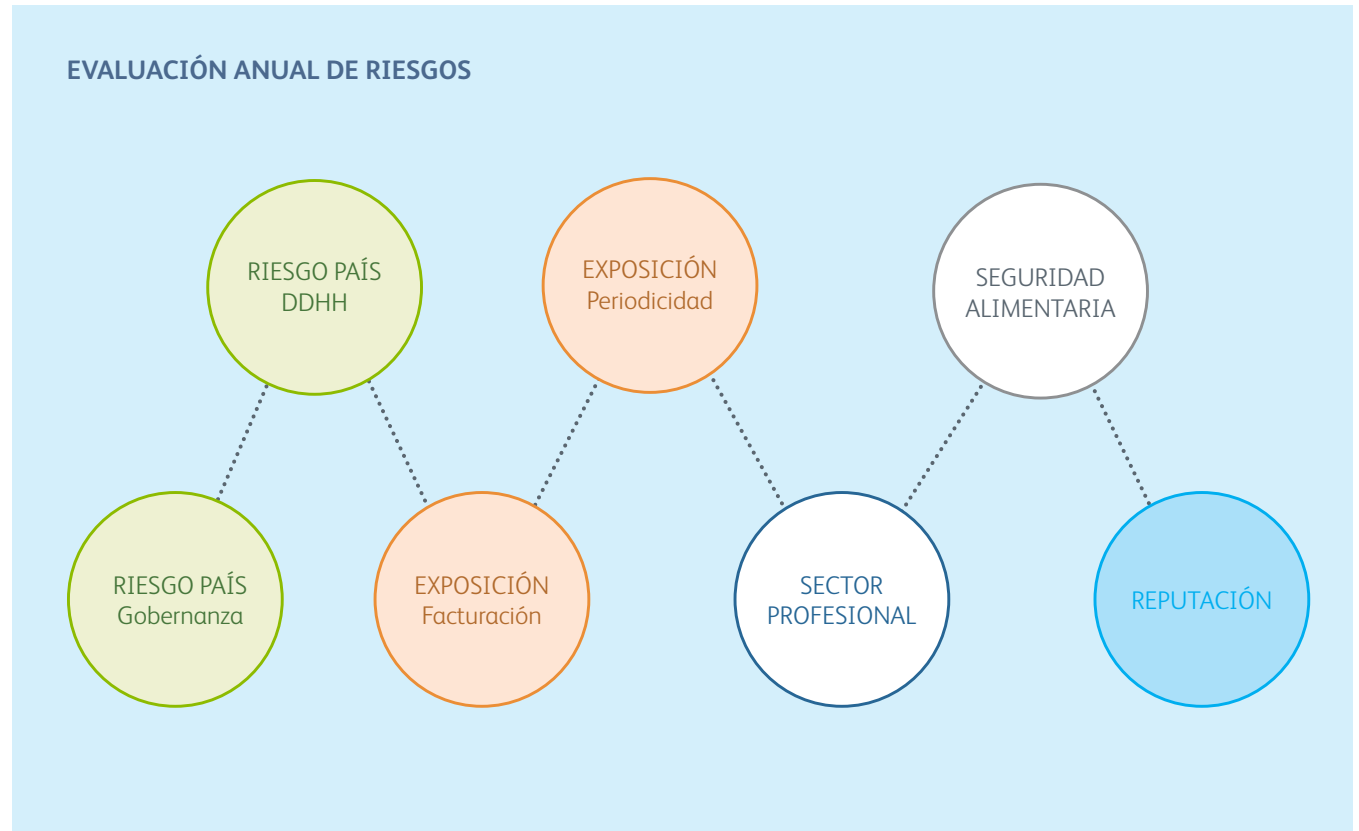 EVALUACIÓN ANUAL DE RIESGOS
RIESGO PAÍS
DDHH
EXPOSICIÓN
Periodicidad
SEGURIDAD
ALIMENTARIA
RIESGO PAÍS
Gobernanza
EXPOSICIÓN
Facturación
SECTOR
PROFESIONAL
REPUTACIÓN